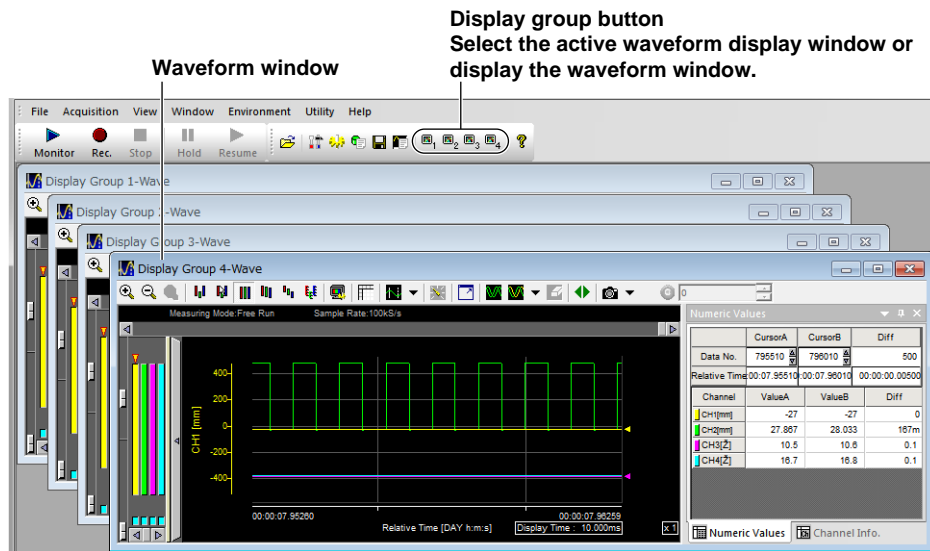 Display group button
Select the active waveform display window or
display the waveform window.
Waveform window
File Acquisition View Window Environment Utility Help
Monitor Rec. Stop Hold Resume 1 2 3 4
Display Group 1-Wave
Display Group 2-Wave
Display Group 3-Wave
Display Group 4-Wave
0
Measuring Mode:Free Run Sample Rate:100kS/s
CH1 [mm]
400
200
0
-200
-400
00:00:07.95260 00:00:07.96259
Relative Time [DAY h:m:s] Display Time : 10.000ms x 1
Numeric Values
CursorA CursorB Diff
Data No. 795510 796010 500
Relative Time 00:07.95510 00:07.96010 00:00:00.00500
Channel ValueA ValueB Diff
CH1[mm] -27 -27 0
CH2[mm] 27.867 28.033 167m
CH3[Ž] 10.5 10.6 0.1
CH4[Ž] 16.7 16.8 0.1
Numeric Values Channel Info.